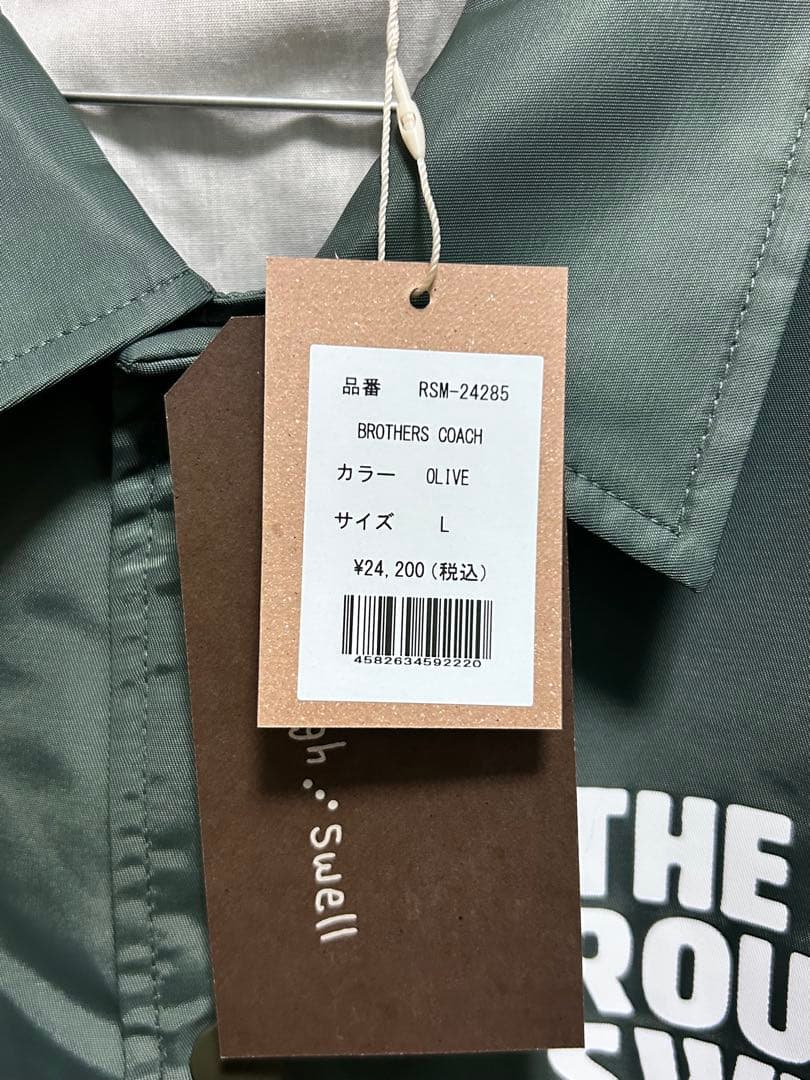 品番 RSM-24285
BROTHERS COACH
カラー OLIVE
サイズ L
¥24,200(税込)
4582634592220
Swell
THE